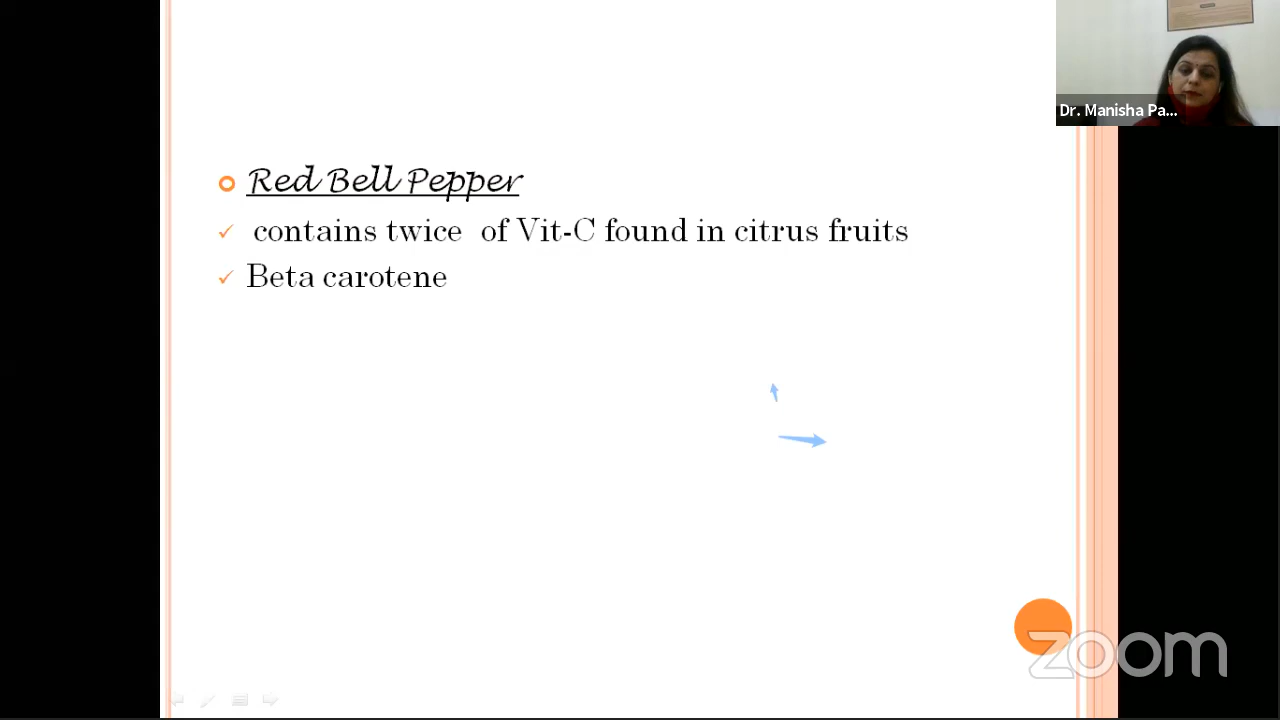 Dr. Manisha Pa...
Red Bell Pepper
contains twice of Vit-C found in citrus fruits
Beta carotene
zoom